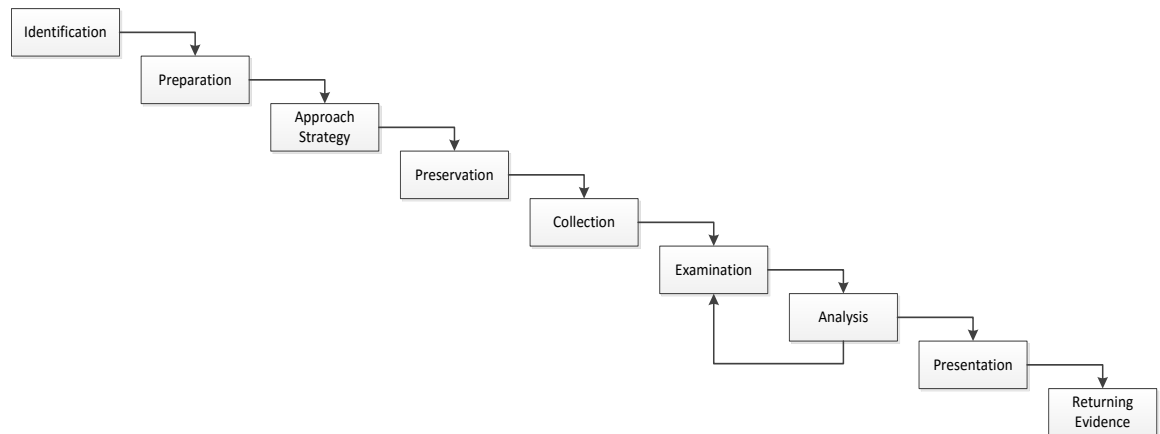 Identification
Preparation
Approach
Strategy
Preservation
Collection
Examination
Analysis
Presentation
Returning
Evidence